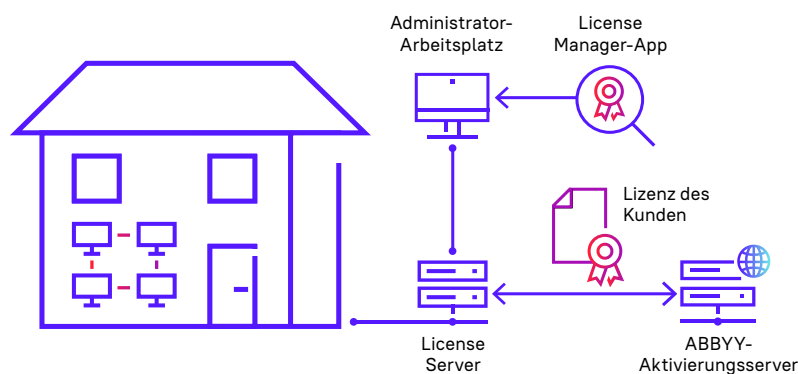 Administrator-
Arbeitsplatz
License
Manager-App
Lizenz des
Kunden
License
Server
ABBYY-
Aktivierungsserver